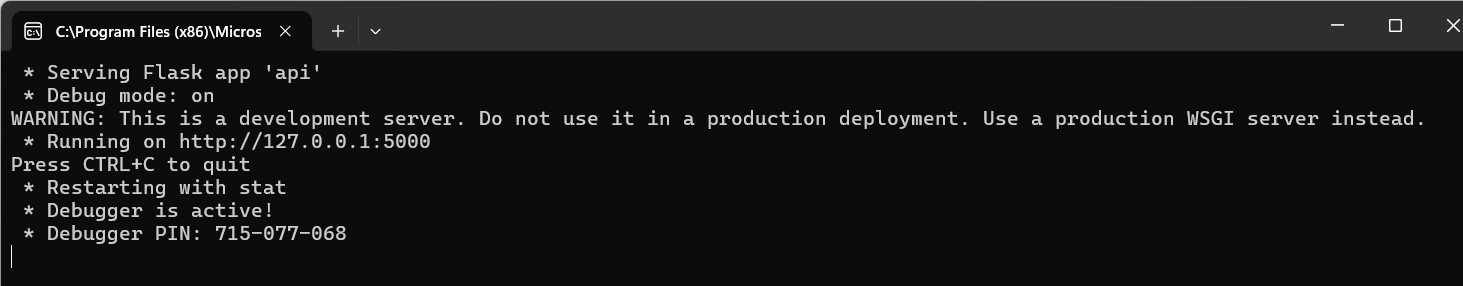 C:\Program Files (x86)\Micros
* Serving Flask app 'api'
* Debug mode: on
WARNING: This is a development server. Do not use it in a production deployment. Use a production WSGI server instead.
* Running on http://127.0.0.1:5000
Press CTRL+C to quit
* Restarting with stat
* Debugger is active!
* Debugger PIN: 715-077-068